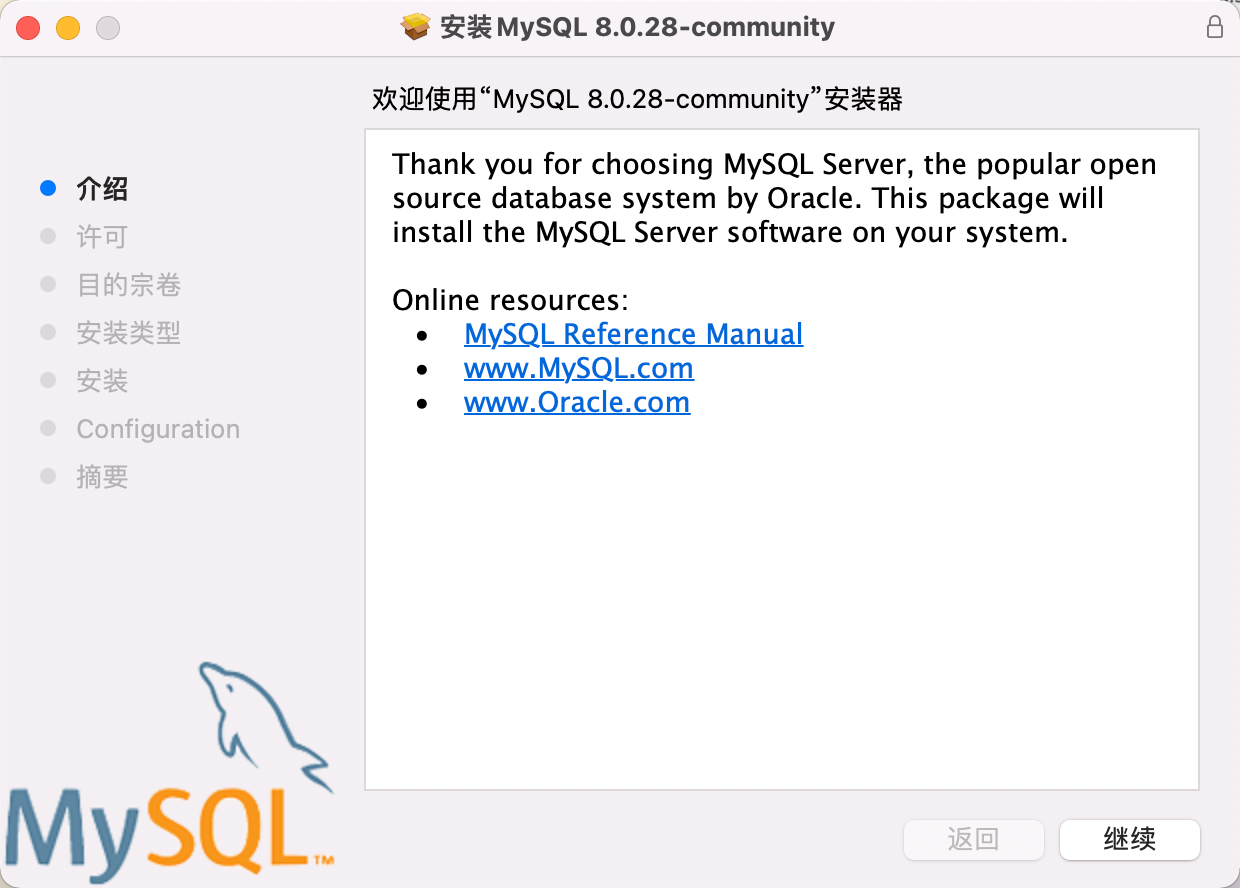 安装 MySQL 8.0.28-community
欢迎使用“MySQL 8.0.28-community”安装器
介绍
许可
目的宗卷
安装类型
安装
Configuration
摘要
Thank you for choosing MySQL Server, the popular open
source database system by Oracle. This package will
install the MySQL Server software on your system.
Online resources:
• MySQL Reference Manual
• www.MySQL.com
• www.Oracle.com
MySQL™
返回
继续